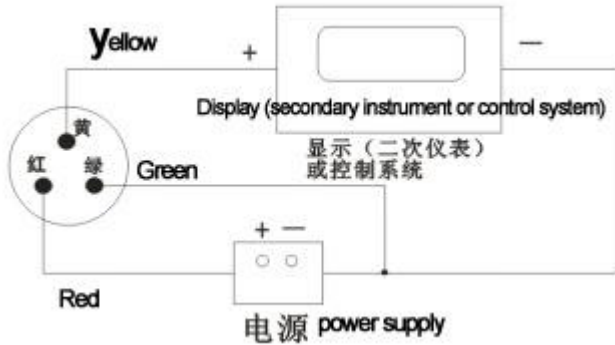 Yellow
+
—
Display (secondary instrument or control system)
显示（二次仪表）
或控制系统
黄
红
绿
Green
+ —
Red
电源 power supply